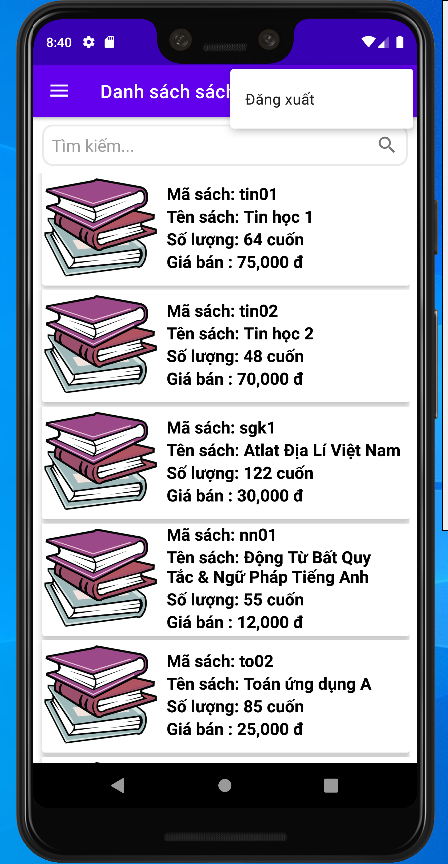 8:40
Danh sách sách
Đăng xuất
Tìm kiếm...
Mã sách: tin01
Tên sách: Tin học 1
Số lượng: 64 cuốn
Giá bán : 75,000 đ
Mã sách: tin02
Tên sách: Tin học 2
Số lượng: 48 cuốn
Giá bán : 70,000 đ
Mã sách: sgk1
Tên sách: Atlat Địa Lí Việt Nam
Số lượng: 122 cuốn
Giá bán : 30,000 đ
Mã sách: nn01
Tên sách: Động Từ Bất Quy
Tắc & Ngữ Pháp Tiếng Anh
Số lượng: 55 cuốn
Giá bán : 12,000 đ
Mã sách: to02
Tên sách: Toán ứng dụng A
Số lượng: 85 cuốn
Giá bán : 25,000 đ